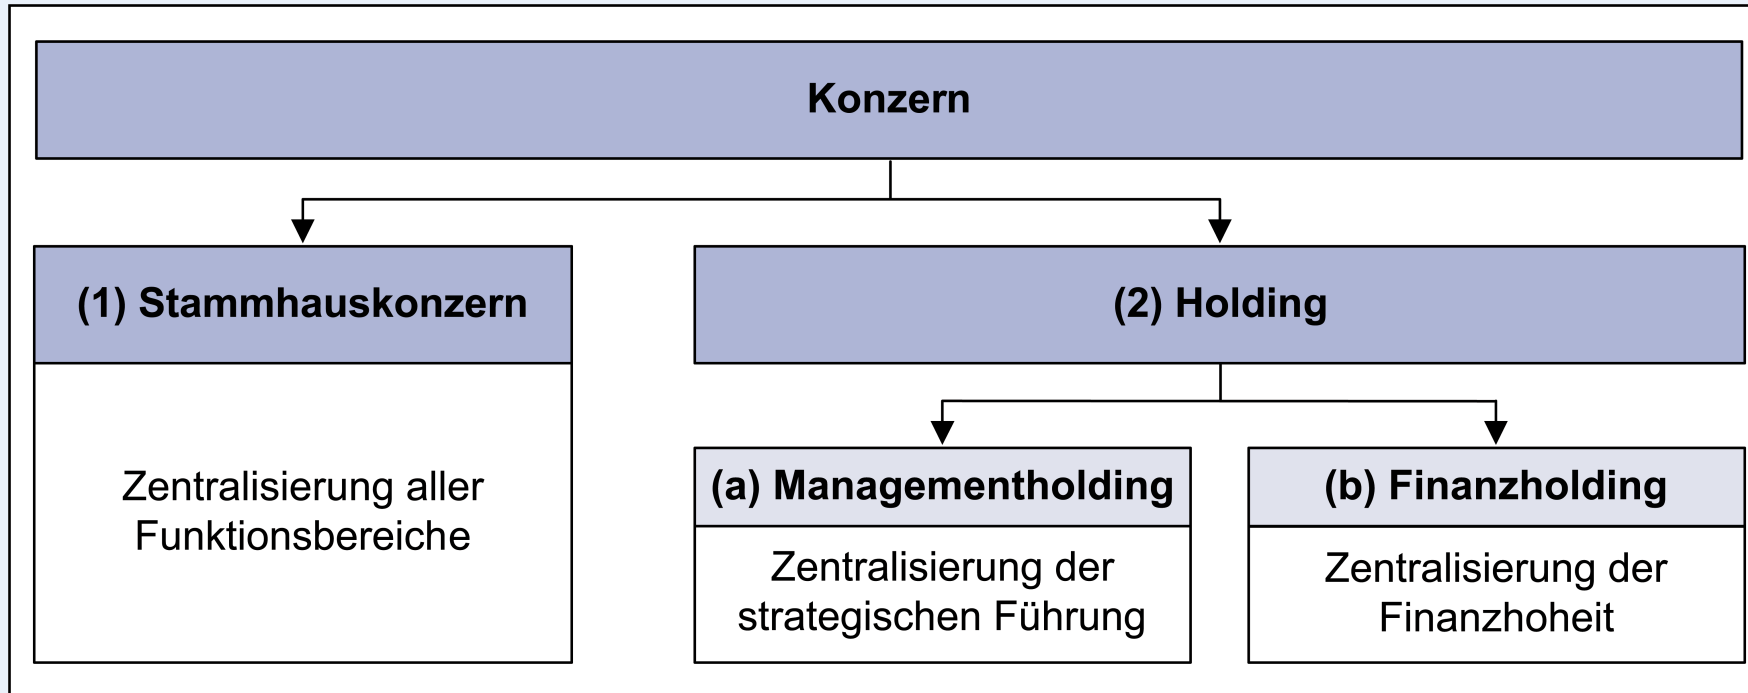 Konzern
(1) Stammhauskonzern
Zentralisierung aller
Funktionsbereiche
(2) Holding
(a) Managementholding
Zentralisierung der
strategischen Führung
(b) Finanzholding
Zentralisierung der
Finanzhoheit